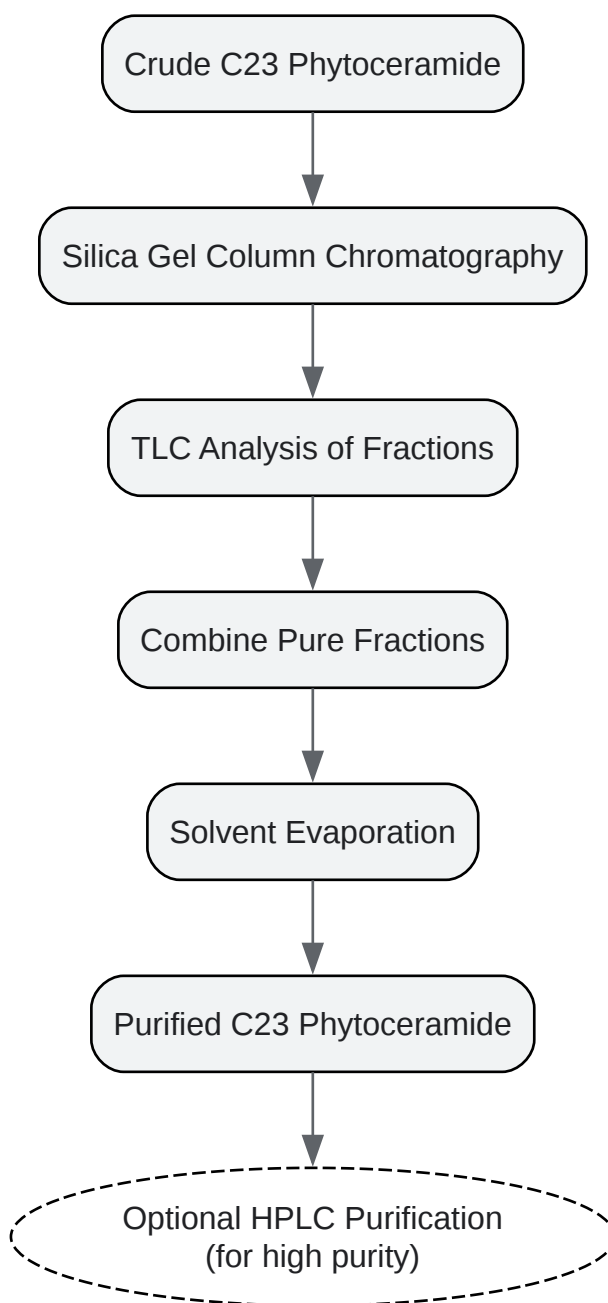 Crude C23 Phytoceramide
Silica Gel Column Chromatography
TLC Analysis of Fractions
Combine Pure Fractions
Solvent Evaporation
Purified C23 Phytoceramide
Optional HPLC Purification
(for high purity)